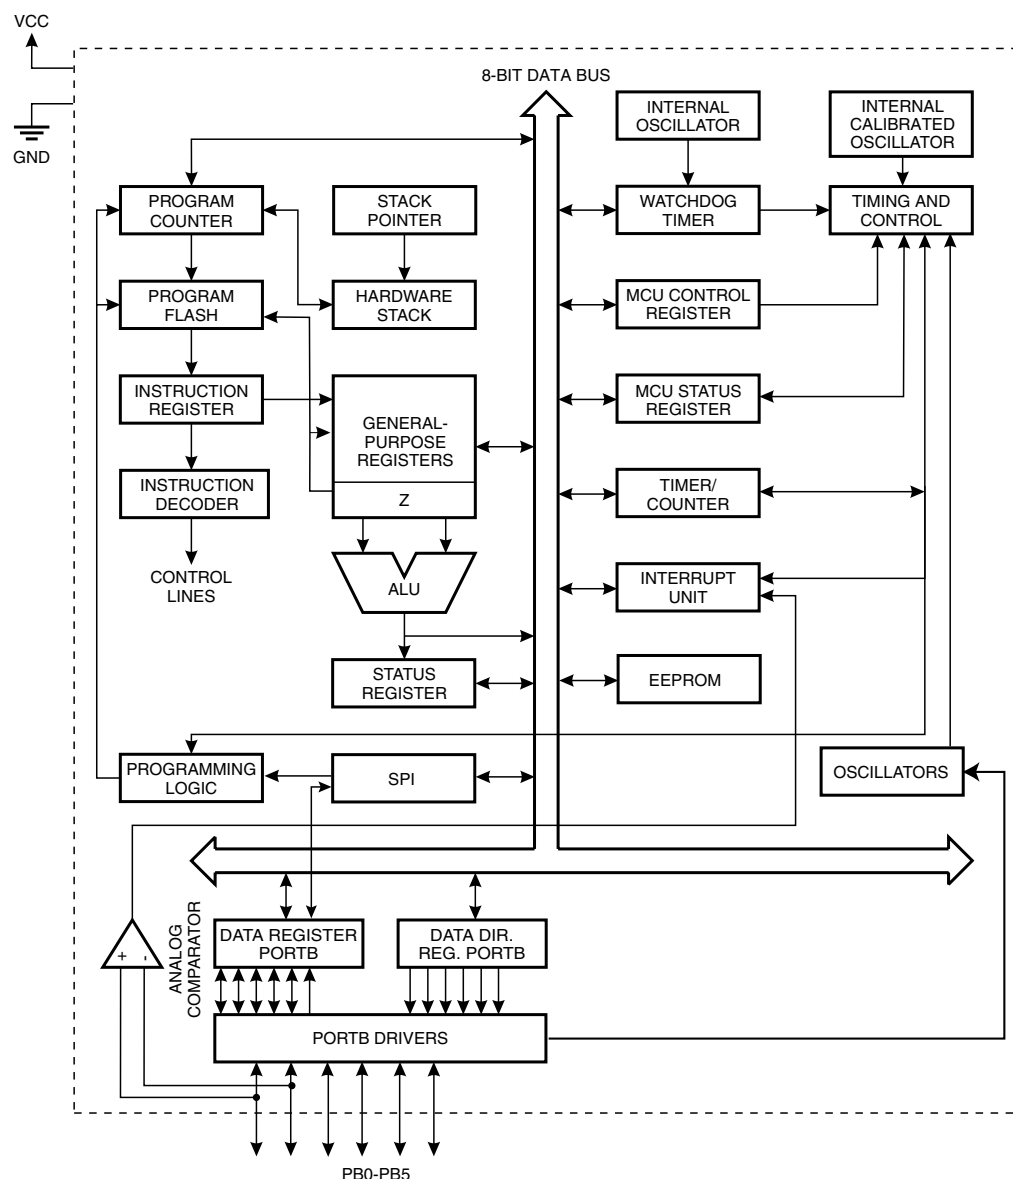 VCC
GND
8-BIT DATA BUS
INTERNAL
OSCILLATOR
INTERNAL
CALIBRATED
OSCILLATOR
PROGRAM
COUNTER
STACK
POINTER
WATCHDOG
TIMER
TIMING AND
CONTROL
PROGRAM
FLASH
HARDWARE
STACK
MCU CONTROL
REGISTER
INSTRUCTION
REGISTER
GENERAL-
PURPOSE
REGISTERS
Z
MCU STATUS
REGISTER
INSTRUCTION
DECODER
TIMER/
COUNTER
CONTROL
LINES
ALU
INTERRUPT
UNIT
STATUS
REGISTER
EEPROM
PROGRAMMING
LOGIC
SPI
OSCILLATORS
ANALOG
COMPARATOR
+
-
DATA REGISTER
PORTB
DATA DIR.
REG. PORTB
PORTB DRIVERS
PB0-PB5